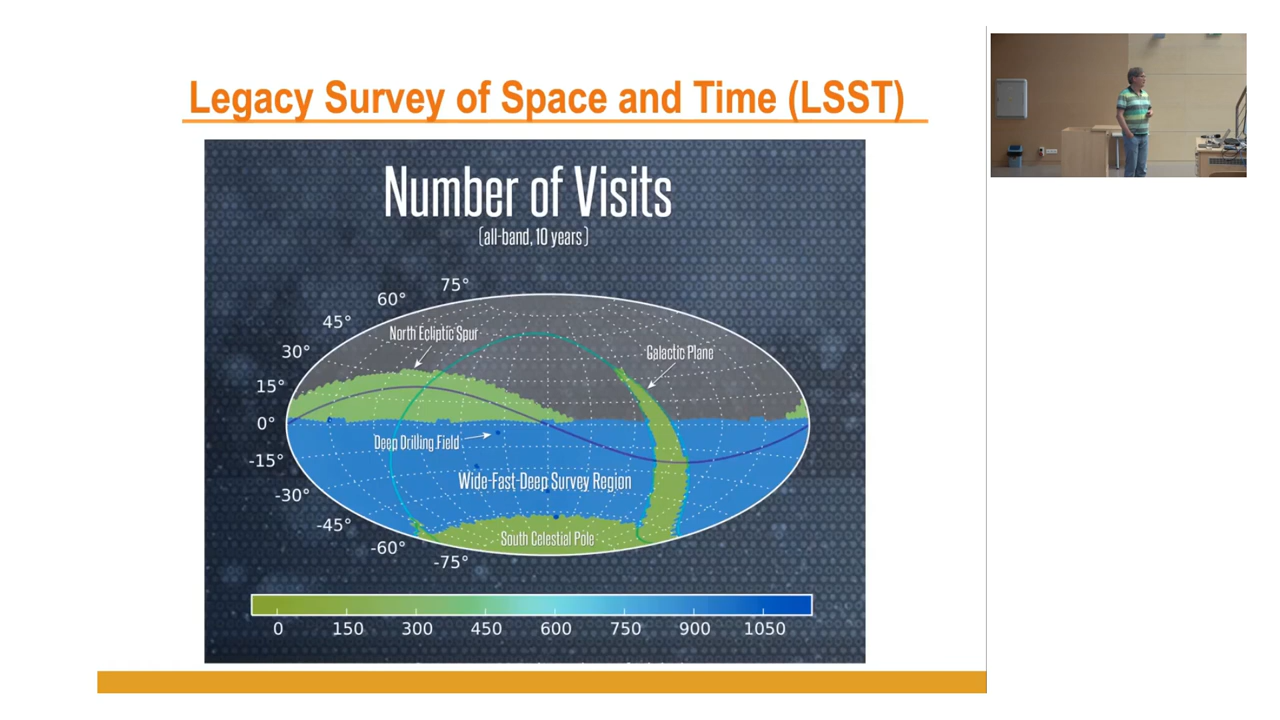 Legacy Survey of Space and Time (LSST)
Number of Visits
(all-band, 10 years)
75°
60°
45°
North Ecliptic Spur
30°
Galactic Plane
15°
0°
Deep Drilling Field
-15°
Wide-Fast-Deep Survey Region
-30°
-45°
South Celestial Pole
-60°
-75°
0 150 300 450 600 750 900 1050